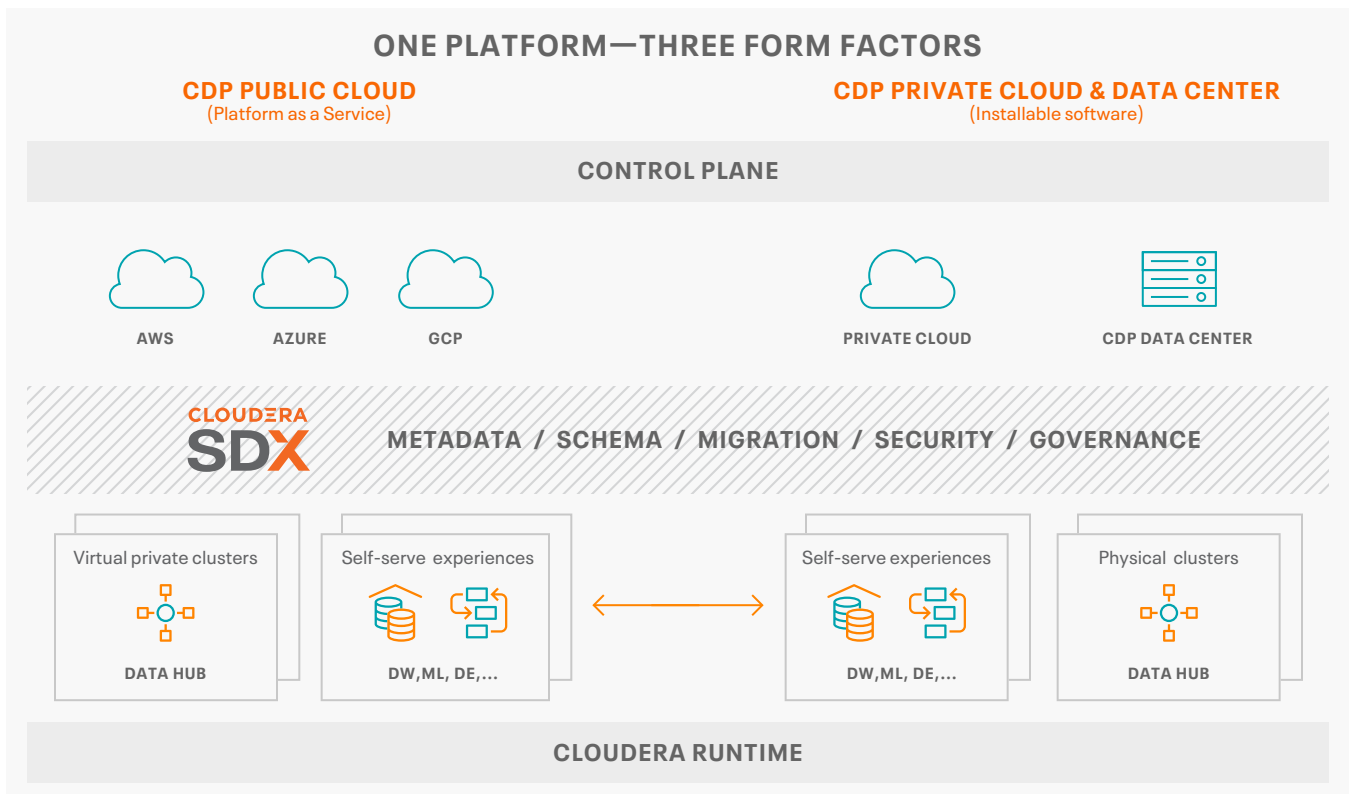 ONE PLATFORM—THREE FORM FACTORS
CDP PUBLIC CLOUD
(Platform as a Service)
CDP PRIVATE CLOUD & DATA CENTER
(Installable software)
CONTROL PLANE
AWS
AZURE
GCP
PRIVATE CLOUD
CDP DATA CENTER
CLOUDERA
SDX
METADATA / SCHEMA / MIGRATION / SECURITY / GOVERNANCE
Virtual private clusters
DATA HUB
Self-serve experiences
DW,ML, DE,...
Self-serve experiences
DW,ML, DE,...
Physical clusters
DATA HUB
CLOUDERA RUNTIME